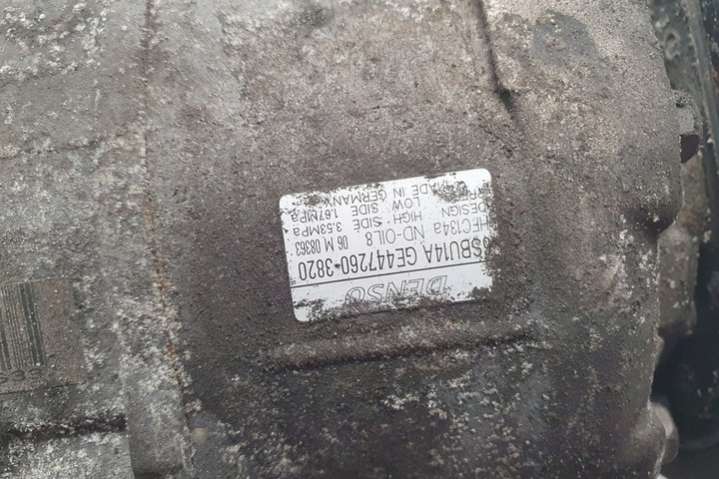 DENSO
6SBU14A GE447260-3820
HFC134a ND-OIL8 06 M 08363
DESIGN HIGH SIDE 3.53MPa
LOW SIDE 1.67MPa
MADE IN GERMANY